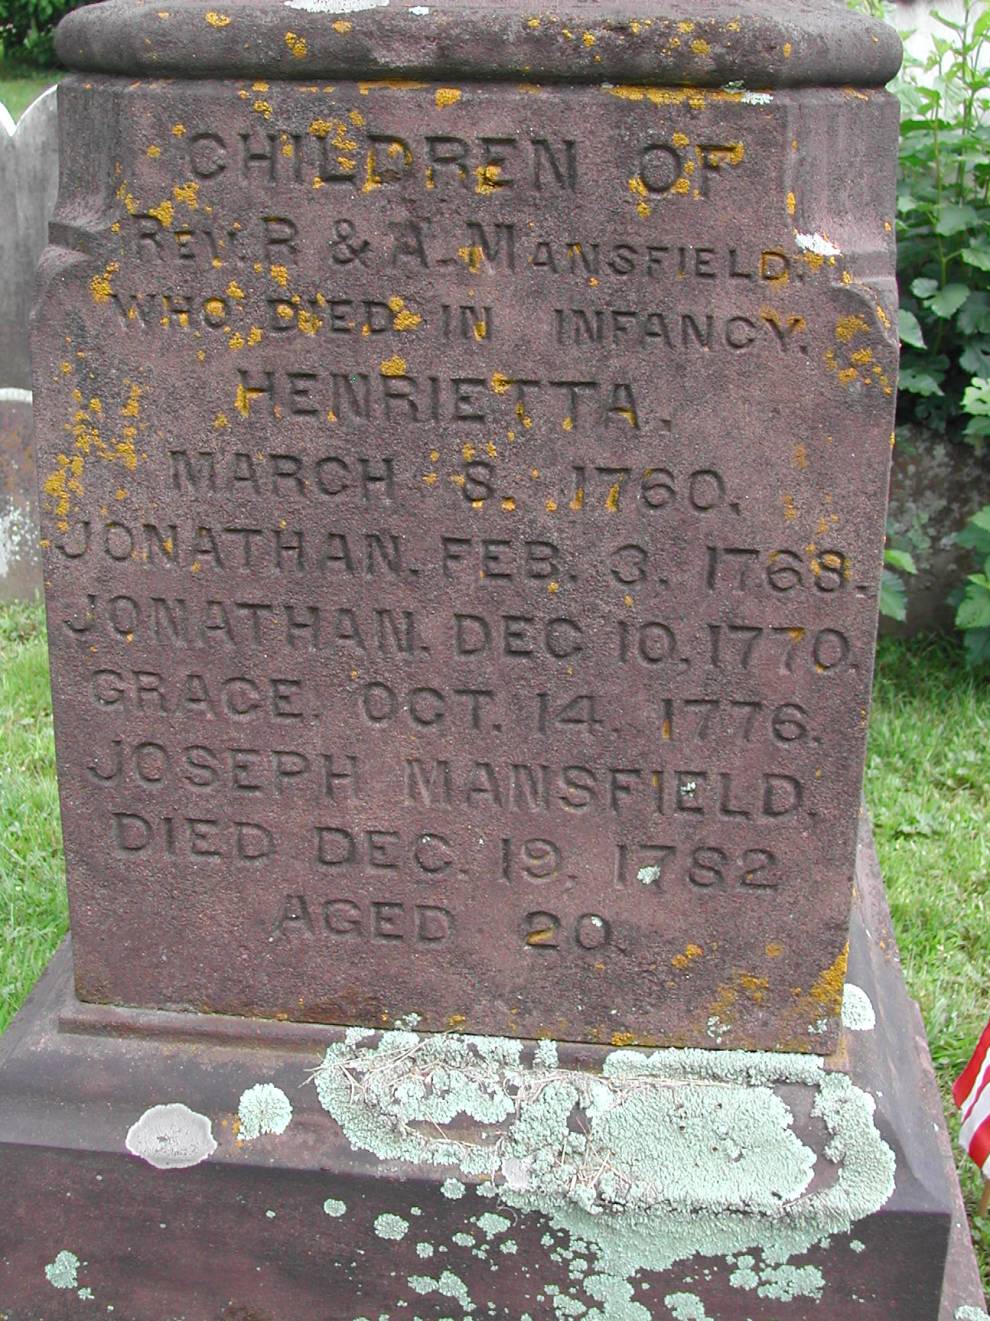 CHILDREN OF
REV. R & A. MANSFIELD.
WHO DIED IN INFANCY.
HENRIETTA.
MARCH 8. 1760.
JONATHAN. FEB. 3. 1768.
JONATHAN. DEC. 10, 1770.
GRACE. OCT. 14. 1776.
JOSEPH MANSFIELD.
DIED DEC. 19, 1782
AGED 20.